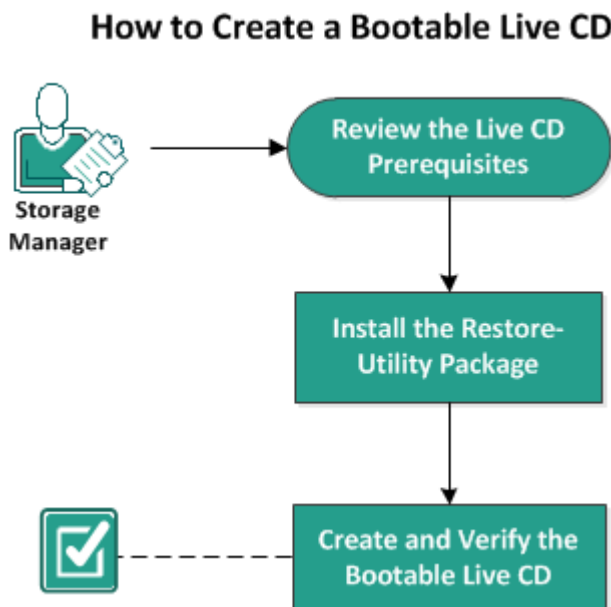 How to Create a Bootable Live CD
Review the Live CD
Prerequisites
Storage
Manager
Install the Restore-
Utility Package
Create and Verify the
Bootable Live CD